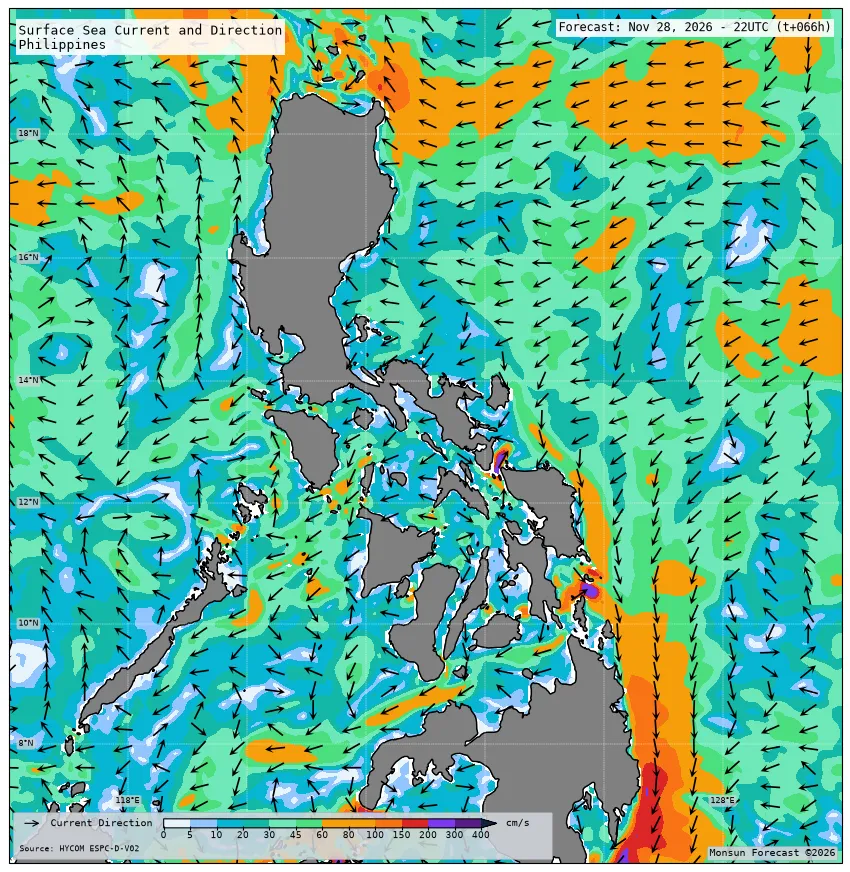 Surface Sea Current and Direction
Philippines
Forecast: Nov 28, 2026 - 22UTC (t+066h)
18°N
16°N
14°N
12°N
10°N
8°N
118°E
128°E
Current Direction
0 5 10 20 30 45 60 80 100 150 200 300 400 cm/s
Source: HYCOM ESPC-D-V02
Monsun Forecast ©2026